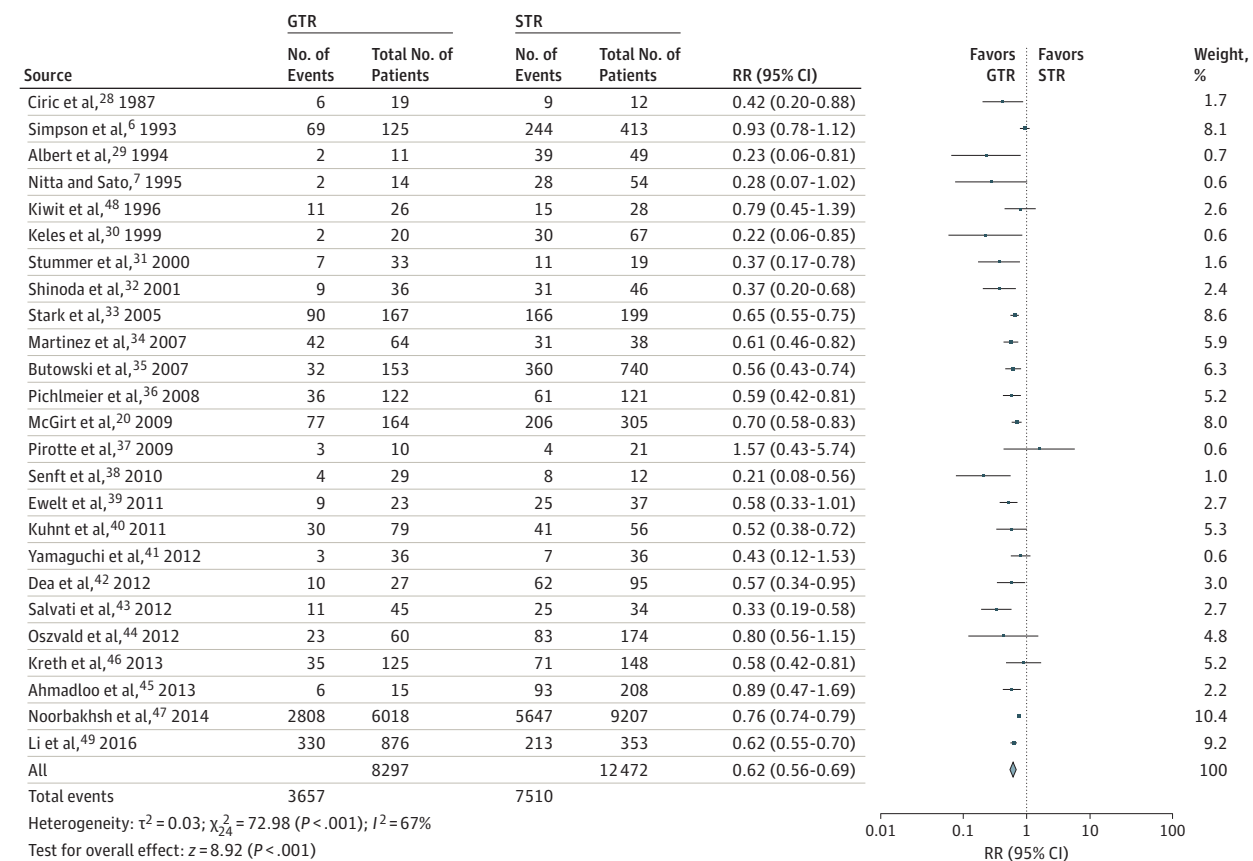 GTR STR
No. of Events Total No. of Patients No. of Events Total No. of Patients Favors GTR Favors STR Weight, %
Source RR (95% CI)
Ciric et al,28 1987 6 19 9 12 0.42 (0.20-0.88) 1.7
Simpson et al,6 1993 69 125 244 413 0.93 (0.78-1.12) 8.1
Albert et al,29 1994 2 11 39 49 0.23 (0.06-0.81) 0.7
Nitta and Sato,7 1995 2 14 28 54 0.28 (0.07-1.02) 0.6
Kiwit et al,48 1996 11 26 15 28 0.79 (0.45-1.39) 2.6
Keles et al,30 1999 2 20 30 67 0.22 (0.06-0.85) 0.6
Stummer et al,31 2000 7 33 11 19 0.37 (0.17-0.78) 1.6
Shinoda et al,32 2001 9 36 31 46 0.37 (0.20-0.68) 2.4
Stark et al,33 2005 90 167 166 199 0.65 (0.55-0.75) 8.6
Martinez et al,34 2007 42 64 31 38 0.61 (0.46-0.82) 5.9
Butowski et al,35 2007 32 153 360 740 0.56 (0.43-0.74) 6.3
Pichlmeier et al,36 2008 36 122 61 121 0.59 (0.42-0.81) 5.2
McGirt et al,20 2009 77 164 206 305 0.70 (0.58-0.83) 8.0
Pirotte et al,37 2009 3 10 4 21 1.57 (0.43-5.74) 0.6
Senft et al,38 2010 4 29 8 12 0.21 (0.08-0.56) 1.0
Ewelt et al,39 2011 9 23 25 37 0.58 (0.33-1.01) 2.7
Kuhnt et al,40 2011 30 79 41 56 0.52 (0.38-0.72) 5.3
Yamaguchi et al,41 2012 3 36 7 36 0.43 (0.12-1.53) 0.6
Dea et al,42 2012 10 27 62 95 0.57 (0.34-0.95) 3.0
Salvati et al,43 2012 11 45 25 34 0.33 (0.19-0.58) 2.7
Oszvald et al,44 2012 23 60 83 174 0.80 (0.56-1.15) 4.8
Kreth et al,46 2013 35 125 71 148 0.58 (0.42-0.81) 5.2
Ahmadloo et al,45 2013 6 15 93 208 0.89 (0.47-1.69) 2.2
Noorbakhsh et al,47 2014 2808 6018 5647 9207 0.76 (0.74-0.79) 10.4
Li et al,49 2016 330 876 213 353 0.62 (0.55-0.70) 9.2
All 8297 12 472 0.62 (0.56-0.69) 100
Total events 3657 7510
Heterogeneity: τ2 = 0.03; χ2 24 = 72.98 (P < .001); I2 = 67%
0.01 0.1 1 10 100
Test for overall effect: z = 8.92 (P < .001)
RR (95% CI)